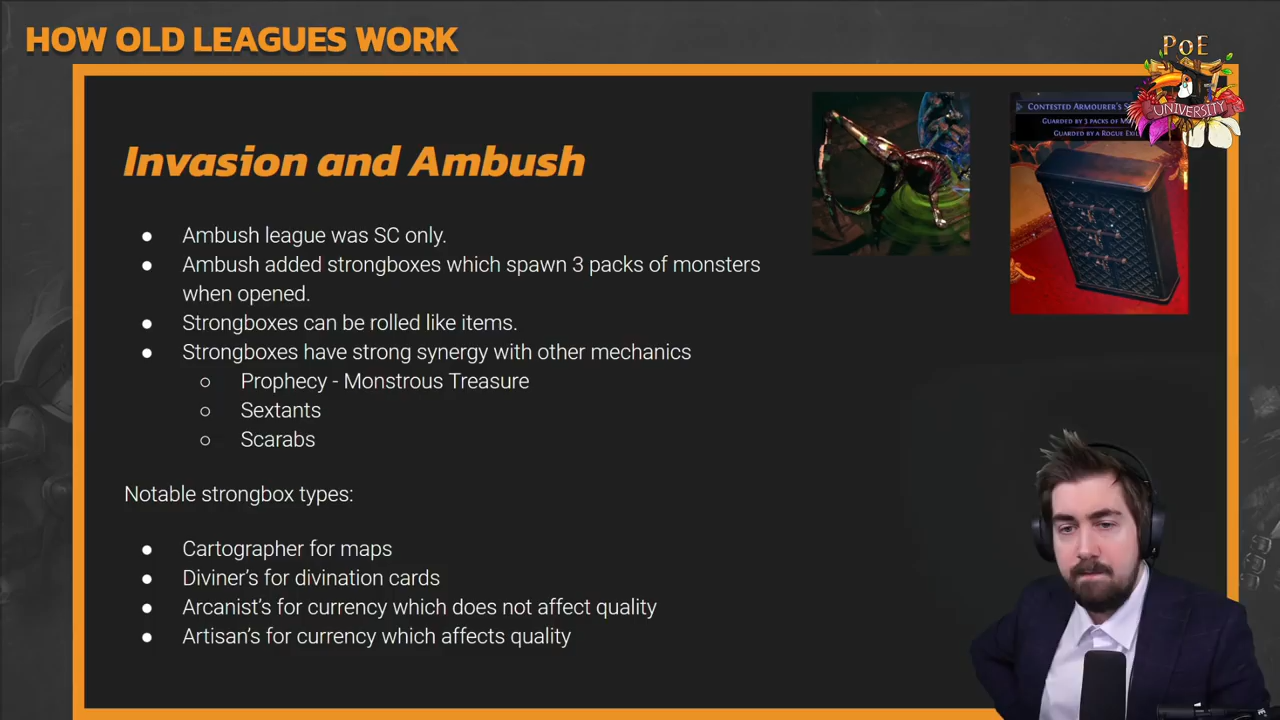 HOW OLD LEAGUES WORK
PoE
UNIVERSITY
CONTESTED ARMOURER'S
GUARDED BY 3 PACKS OF
GUARDED BY A ROGUE
Invasion and Ambush
● Ambush league was SC only.
● Ambush added strongboxes which spawn 3 packs of monsters
when opened.
● Strongboxes can be rolled like items.
● Strongboxes have strong synergy with other mechanics
○ Prophecy - Monstrous Treasure
○ Sextants
○ Scarabs
Notable strongbox types:
● Cartographer for maps
● Diviner's for divination cards
● Arcanist's for currency which does not affect quality
● Artisan's for currency which affects quality